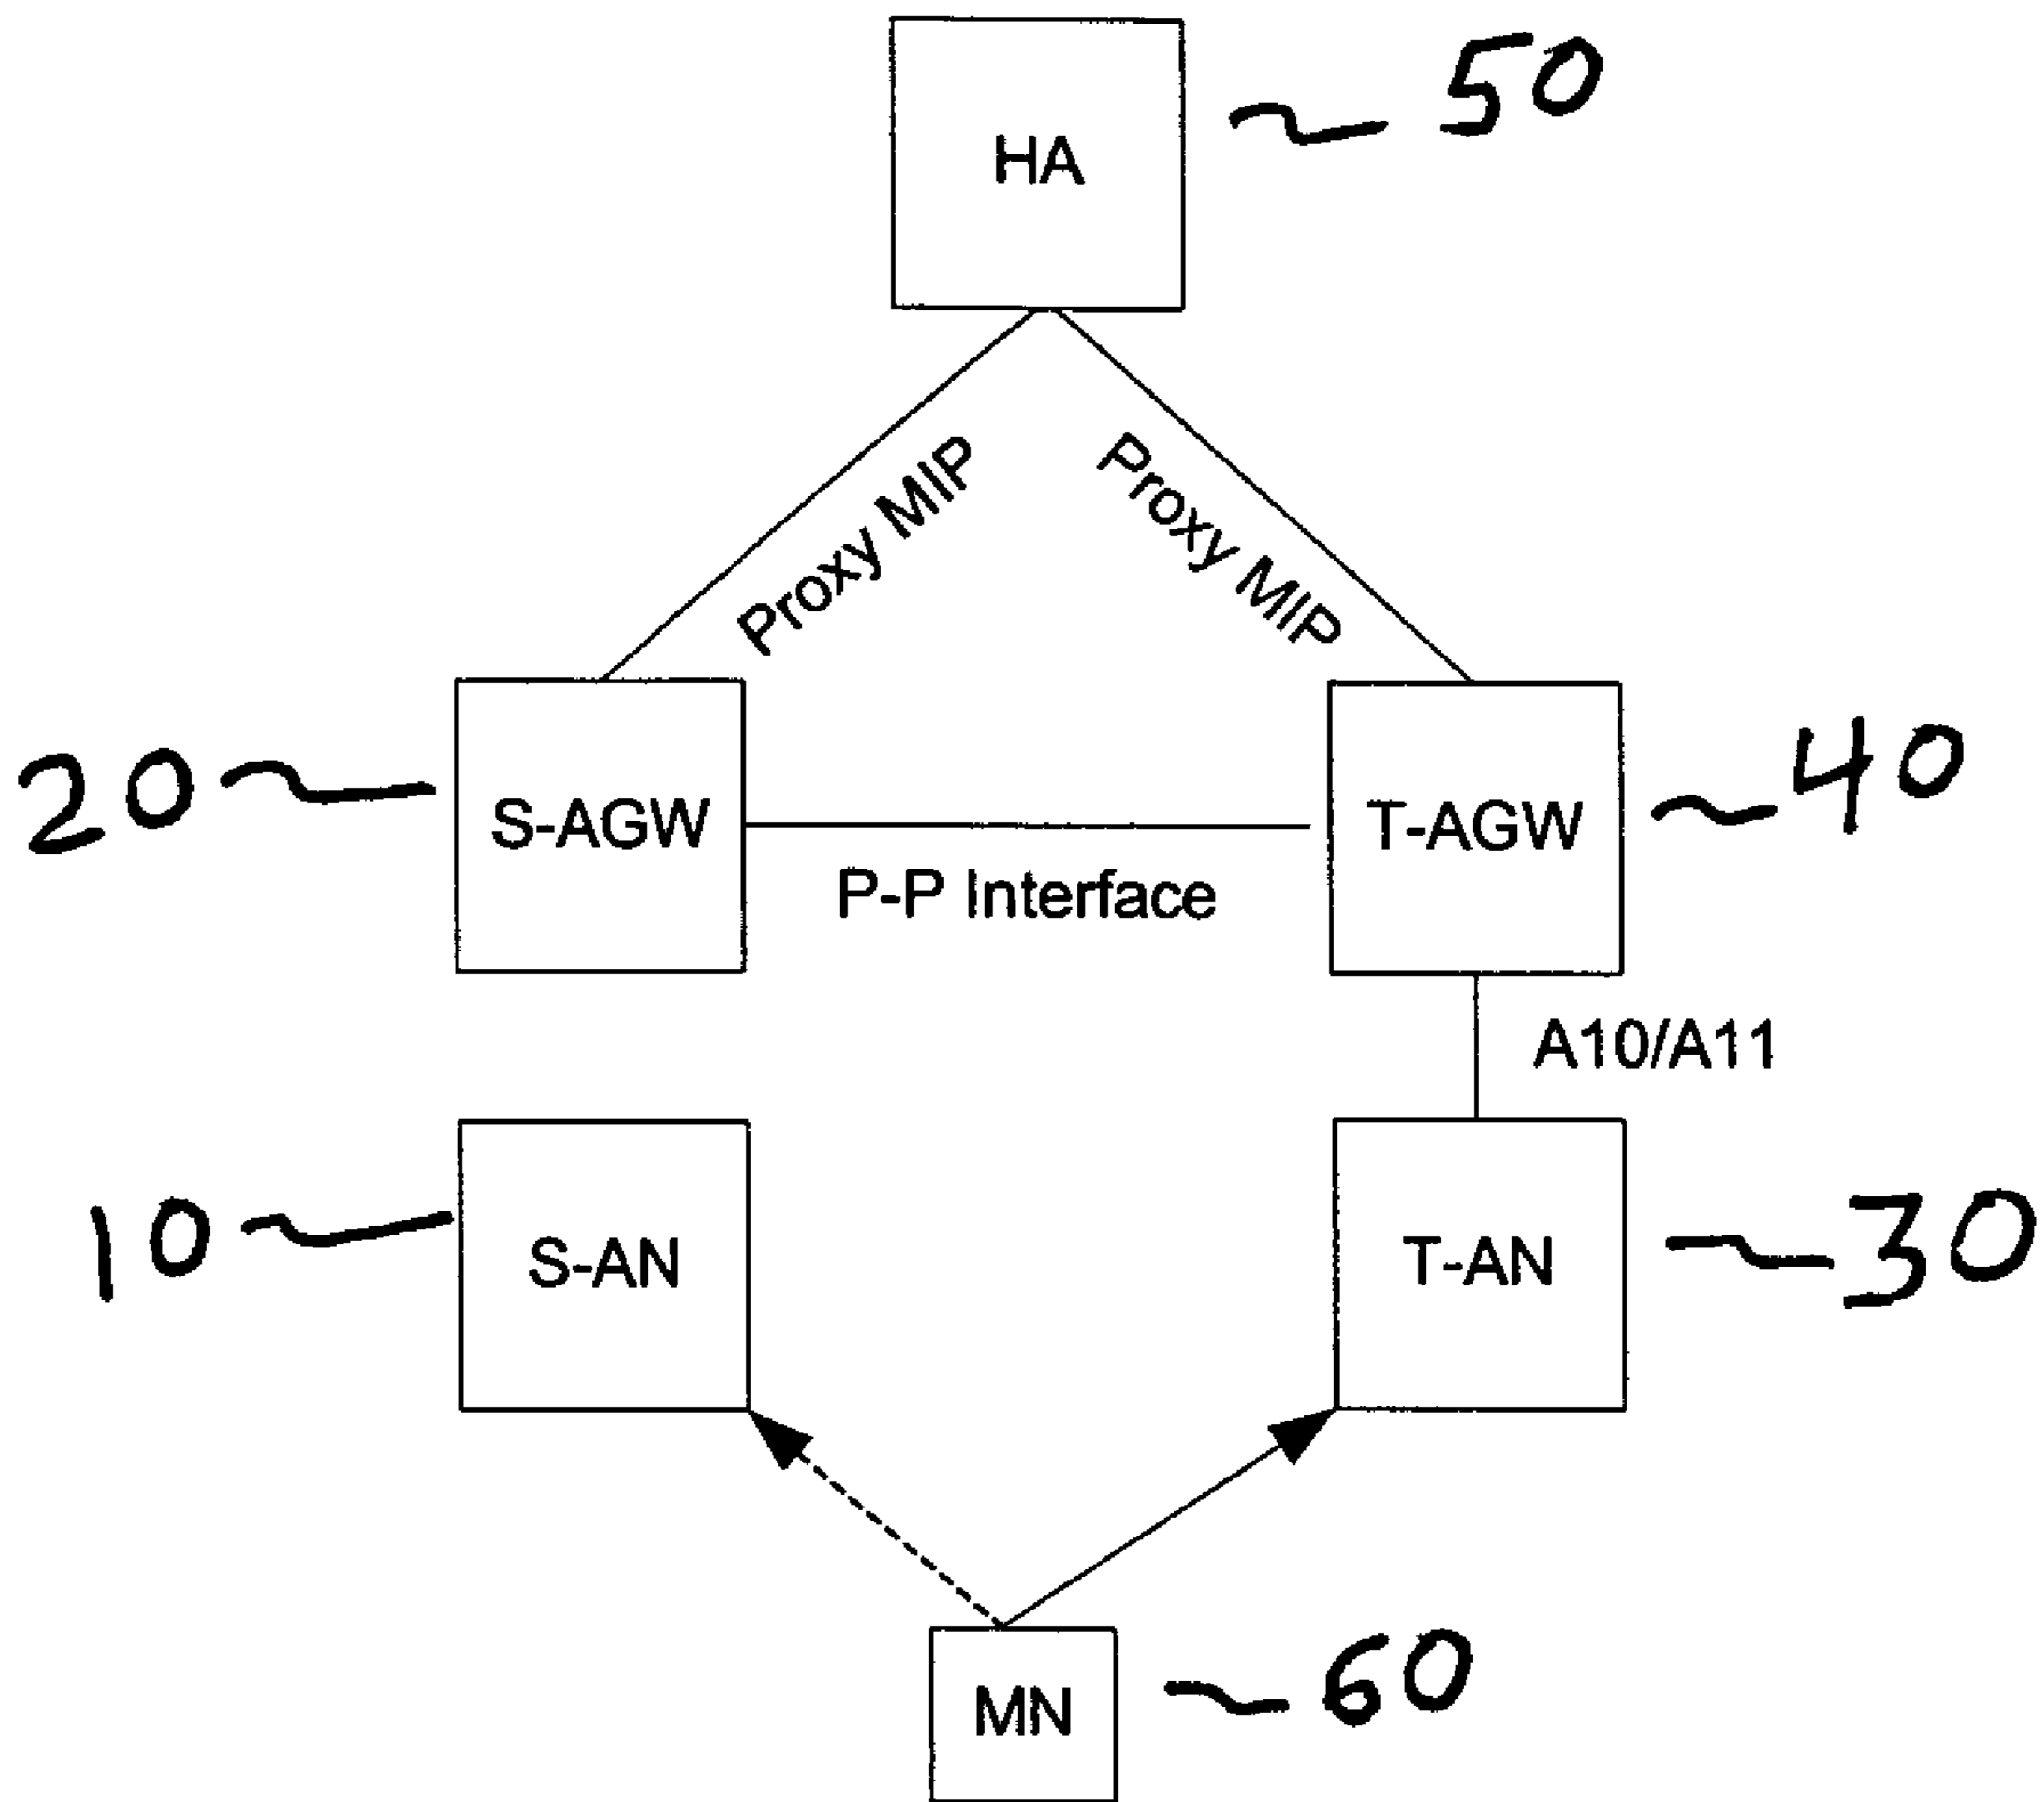 HA
50
Proxy MIP
Proxy MIP
20
S-AGW
T-AGW
40
P-P Interface
A10/A11
10
S-AN
T-AN
30
MN
60